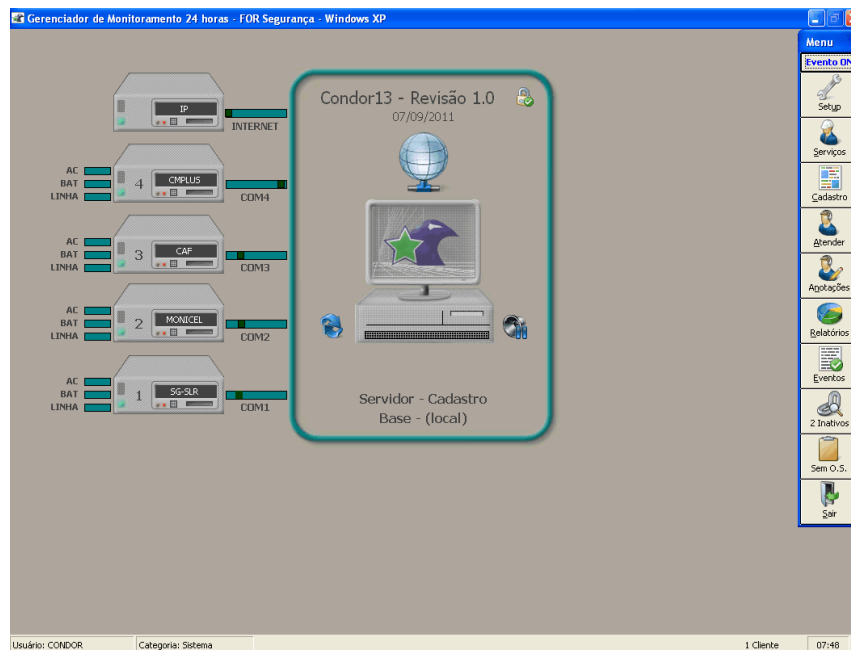 Gerenciador de Monitoramento 24 horas - FOR Segurança - Windows XP
IP
INTERNET
AC
BAT
LINHA
4
CMPLUS
COM4
AC
BAT
LINHA
3
CAF
COM3
AC
BAT
LINHA
2
MONICEL
COM2
AC
BAT
LINHA
1
SG-SLR
COM1
Condor13 - Revisão 1.0
07/09/2011
Servidor - Cadastro
Base - (local)
Menu
Evento ON
Setup
Serviços
Cadastro
Atender
Anotações
Relatórios
Eventos
2 Inativos
Sem O.S.
Sair
Usuário: CONDOR
Categoria: Sistema
1 Cliente
07:48